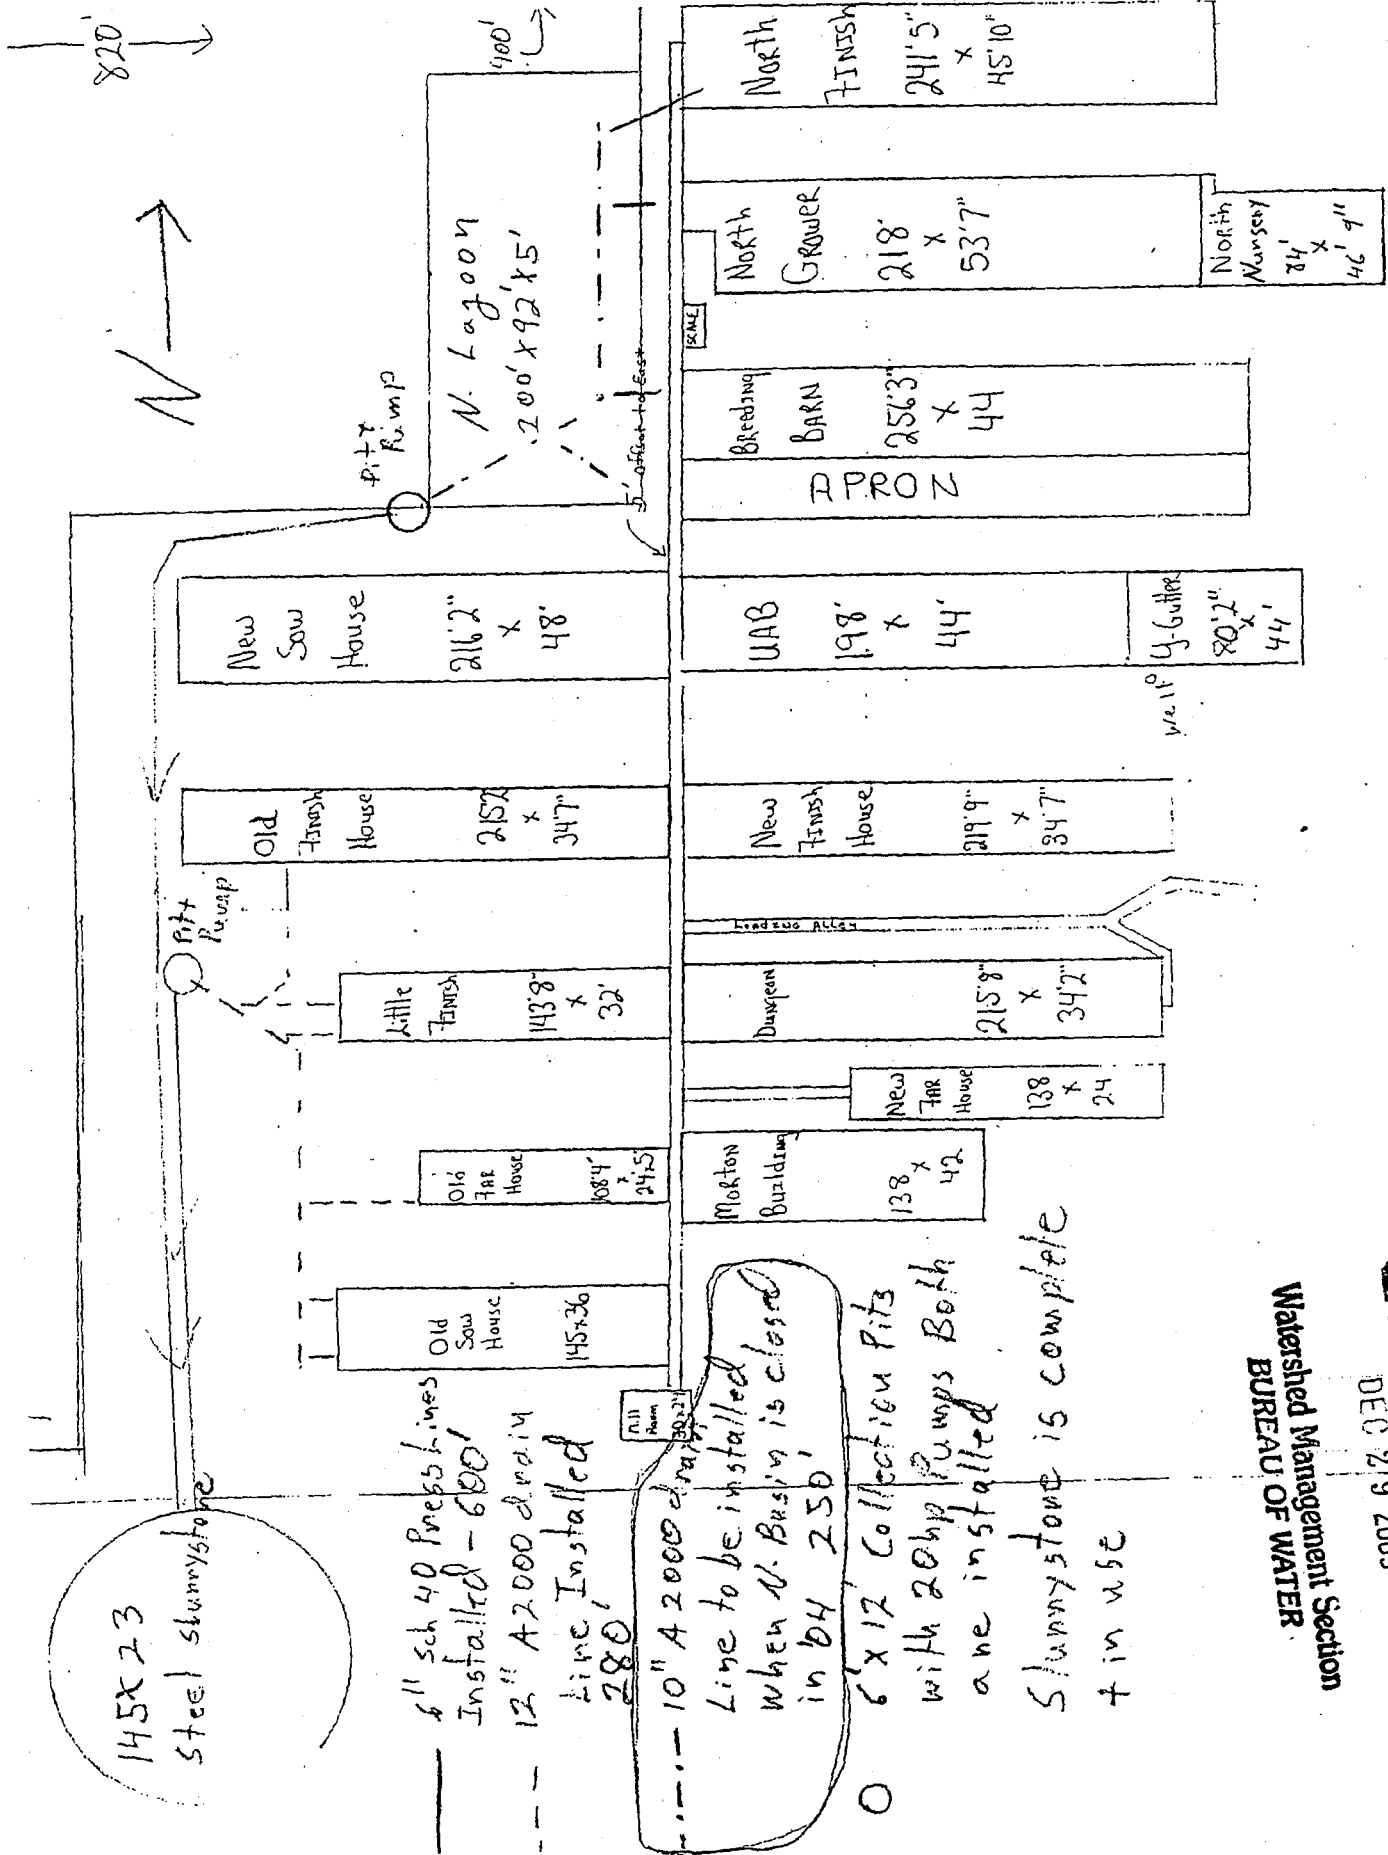 820'
N
400'
Pit &
Pump
N. Lagoon
200' x 92' x 5'
5' offset to East
New
Sow
House
216'2"
x
48'
Old
Finish
House
2152
x
34'7"
Pit &
Pump
Little
Finish
143'8"
x
32'
Old
FAR
House
108'4"
x
24'5
Old
Sow
House
145x36
Mill
Room
30x24
North
Finish
241'5"
x
45'10"
North
Grower
218'
x
53'7"
North
Nursery
84'
x
46' 9"
SCALE
Breeding
BARN
256'3"
x
44
APRON
UAB
198'
x
44'
Y-Gutter
80'2"
x
44'
Well
New
Finish
House
219'9"
x
34'7"
Loading Alley
Dungeon
215'8"
x
34'2"
New
FAR
House
138
x
24
Morton
Building
138
x
42
145x23
Steel slurrystore
6" Sch 40 Press Lines
Installed - 600'
12" A2000 drain
Line Installed
280'
10" A2000 drain
Line to be installed
when N. Basin is closed
in 04 250'
6' x 12' Collection Pits
with 20hp Pumps Both
are installed
Slurrystore is complete
+ in use
DEC 29 2003
Watershed Management Section
BUREAU OF WATER